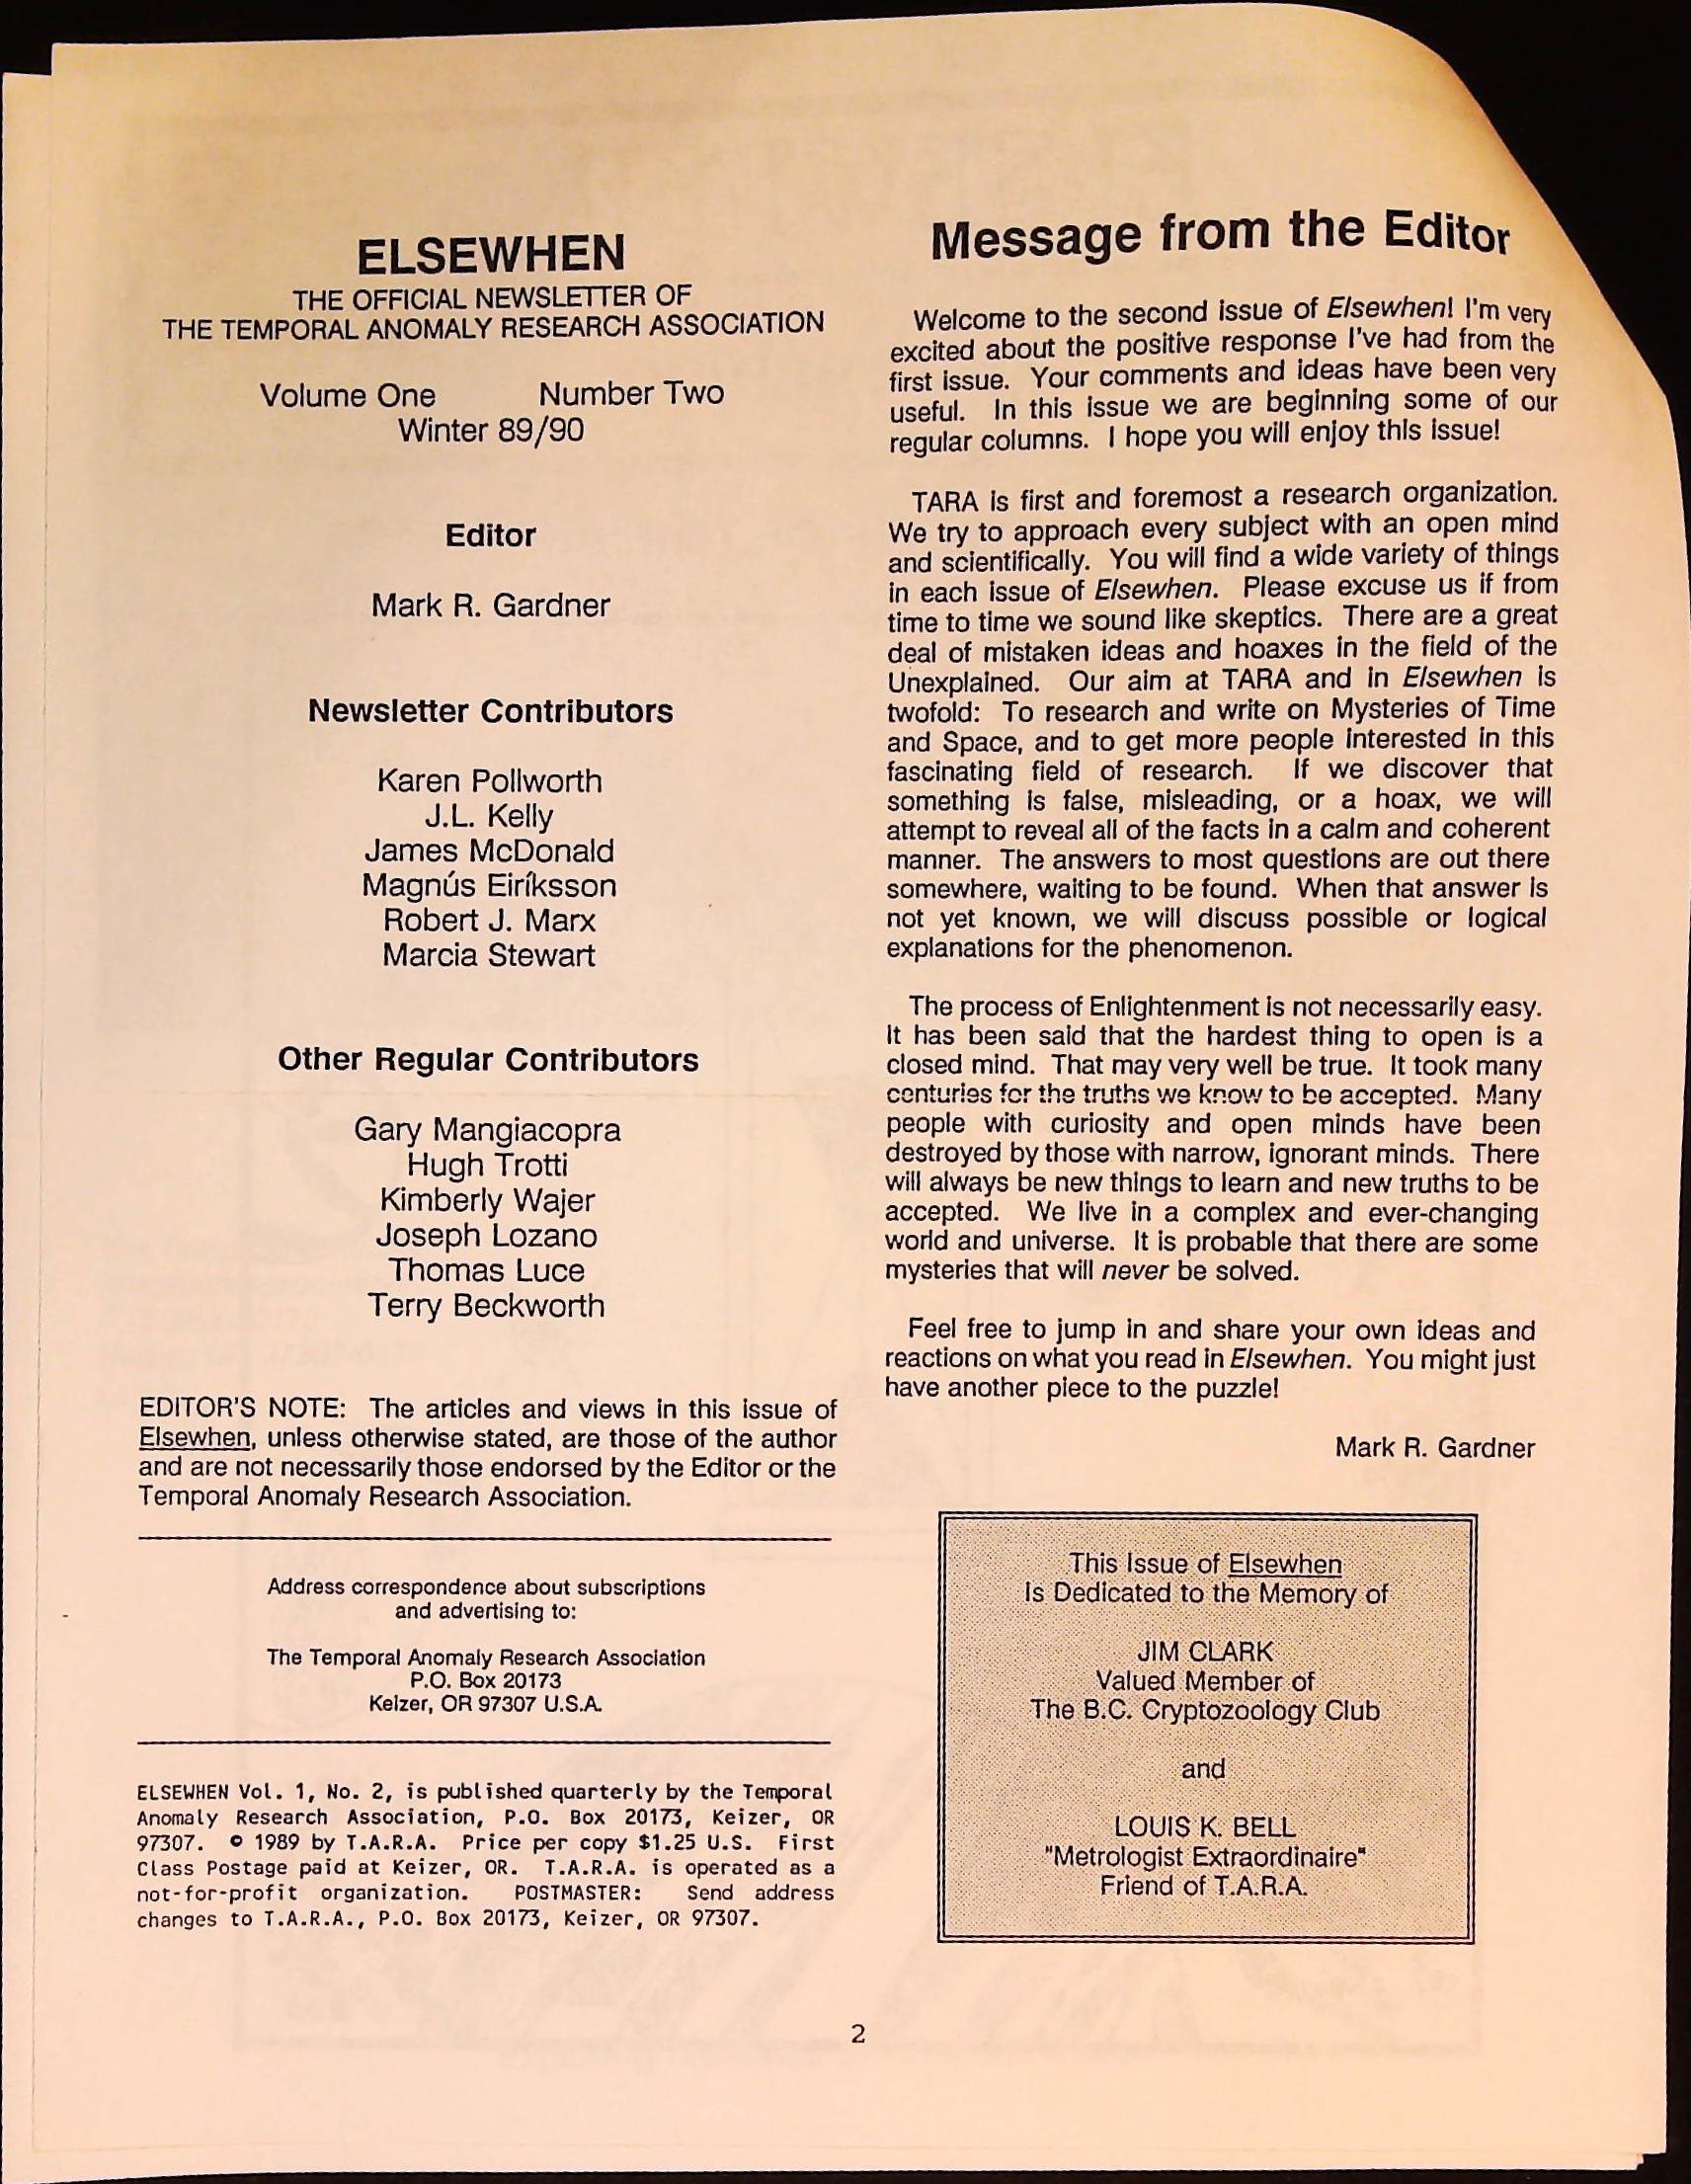 ELSEWHEN
THE OFFICIAL NEWSLETTER OF
THE TEMPORAL ANOMALY RESEARCH ASSOCIATION
Volume One Number Two
Winter 89/90
Editor
Mark R. Gardner
Newsletter Contributors
Karen Pollworth
J.L. Kelly
James McDonald
Magnús Eiríksson
Robert J. Marx
Marcia Stewart
Other Regular Contributors
Gary Mangiacopra
Hugh Trotti
Kimberly Wajer
Joseph Lozano
Thomas Luce
Terry Beckworth
EDITOR'S NOTE: The articles and views in this issue of
Elsewhen, unless otherwise stated, are those of the author
and are not necessarily those endorsed by the Editor or the
Temporal Anomaly Research Association.
Address correspondence about subscriptions
and advertising to:
The Temporal Anomaly Research Association
P.O. Box 20173
Keizer, OR 97307 U.S.A.
ELSEWHEN Vol. 1, No. 2, is published quarterly by the Temporal
Anomaly Research Association, P.O. Box 20173, Keizer, OR
97307. © 1989 by T.A.R.A. Price per copy $1.25 U.S. First
Class Postage paid at Keizer, OR. T.A.R.A. is operated as a
not-for-profit organization. POSTMASTER: Send address
changes to T.A.R.A., P.O. Box 20173, Keizer, OR 97307.
Message from the Editor
Welcome to the second issue of Elsewhen! I'm very
excited about the positive response I've had from the
first issue. Your comments and ideas have been very
useful. In this issue we are beginning some of our
regular columns. I hope you will enjoy this issue!
TARA is first and foremost a research organization.
We try to approach every subject with an open mind
and scientifically. You will find a wide variety of things
in each issue of Elsewhen. Please excuse us if from
time to time we sound like skeptics. There are a great
deal of mistaken ideas and hoaxes in the field of the
Unexplained. Our aim at TARA and in Elsewhen is
twofold: To research and write on Mysteries of Time
and Space, and to get more people interested in this
fascinating field of research. If we discover that
something is false, misleading, or a hoax, we will
attempt to reveal all of the facts in a calm and coherent
manner. The answers to most questions are out there
somewhere, waiting to be found. When that answer is
not yet known, we will discuss possible or logical
explanations for the phenomenon.
The process of Enlightenment is not necessarily easy.
It has been said that the hardest thing to open is a
closed mind. That may very well be true. It took many
centuries for the truths we know to be accepted. Many
people with curiosity and open minds have been
destroyed by those with narrow, ignorant minds. There
will always be new things to learn and new truths to be
accepted. We live in a complex and ever-changing
world and universe. It is probable that there are some
mysteries that will never be solved.
Feel free to jump in and share your own ideas and
reactions on what you read in Elsewhen. You might just
have another piece to the puzzle!
Mark R. Gardner
This Issue of Elsewhen
Is Dedicated to the Memory of
JIM CLARK
Valued Member of
The B.C. Cryptozoology Club
and
LOUIS K. BELL
"Metrologist Extraordinaire"
Friend of T.A.R.A.
2